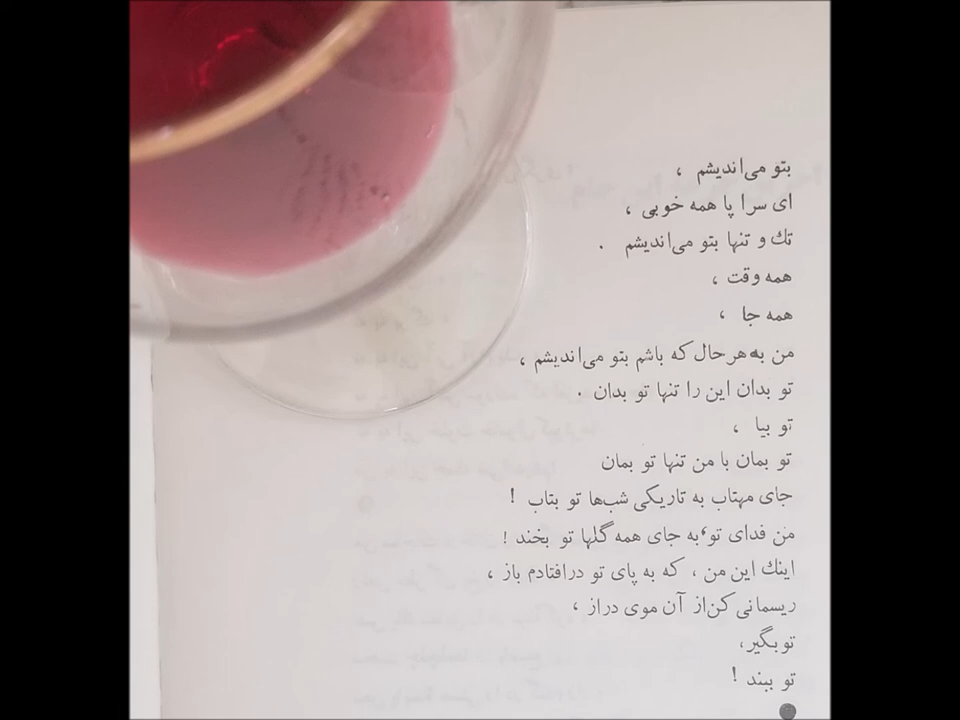 بتو می‌اندیشم ،
ای سرا پا همه خوبی ،
تك و تنها بتو می‌اندیشم .
همه وقت ،
همه جا ،
من به‌هرحال که باشم بتو می‌اندیشم ،
تو بدان این را تنها تو بدان .
تو بیا ،
تو بمان با من تنها تو بمان
جای مهتاب به تاریکی شب‌ها تو بتاب !
من فدای تو، به جای همه گلها تو بخند !
اینك این من ، که به پای تو درافتادم باز ،
ریسمانی کن‌از آن موی دراز ،
تو بگیر،
تو ببند !